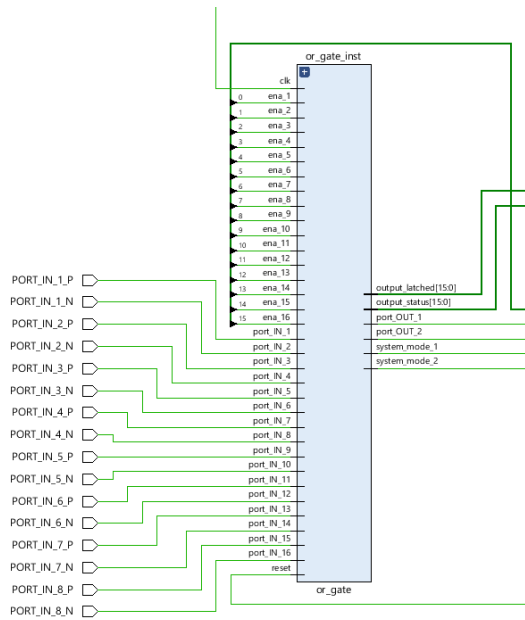 or_gate_inst
clk
0 ena_1
1 ena_2
2 ena_3
3 ena_4
4 ena_5
5 ena_6
6 ena_7
7 ena_8
8 ena_9
9 ena_10
10 ena_11
11 ena_12
12 ena_13
13 ena_14
14 ena_15
15 ena_16
port_IN_1
port_IN_2
port_IN_3
port_IN_4
port_IN_5
port_IN_6
port_IN_7
port_IN_8
port_IN_9
port_IN_10
port_IN_11
port_IN_12
port_IN_13
port_IN_14
port_IN_15
port_IN_16
reset
output_latched[15:0]
output_status[15:0]
port_OUT_1
port_OUT_2
system_mode_1
system_mode_2
PORT_IN_1_P
PORT_IN_1_N
PORT_IN_2_P
PORT_IN_2_N
PORT_IN_3_P
PORT_IN_3_N
PORT_IN_4_P
PORT_IN_4_N
PORT_IN_5_P
PORT_IN_5_N
PORT_IN_6_P
PORT_IN_6_N
PORT_IN_7_P
PORT_IN_7_N
PORT_IN_8_P
PORT_IN_8_N
or_gate